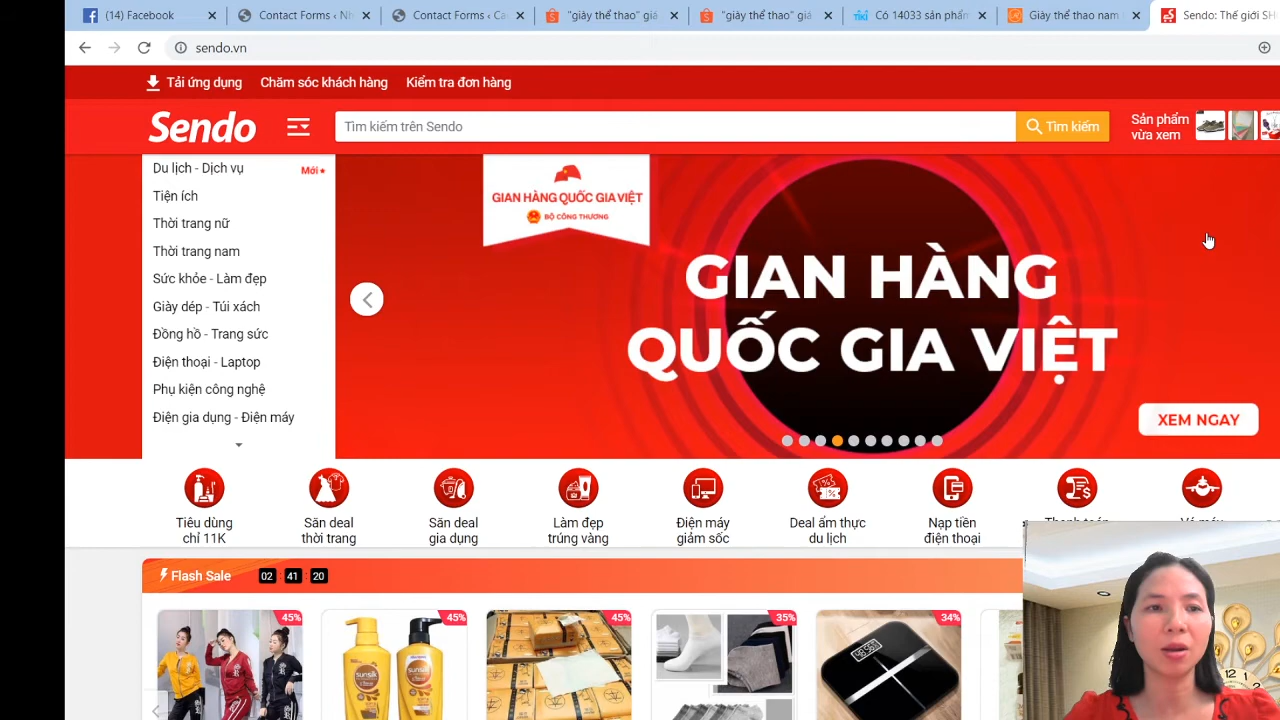 (14) Facebook
Contact Forms ‹ Nh
Contact Forms ‹ Cá
"giày thể thao" giá
"giày thể thao" giá
Có 14033 sản phẩm
Giày thể thao nam
Sendo: Thế giới SH
sendo.vn
Tải ứng dụng
Chăm sóc khách hàng
Kiểm tra đơn hàng
Sendo
Tìm kiếm trên Sendo
Tìm kiếm
Sản phẩm
vừa xem
Du lịch - Dịch vụ
Mới
Tiện ích
Thời trang nữ
Thời trang nam
Sức khỏe - Làm đẹp
Giày dép - Túi xách
Đồng hồ - Trang sức
Điện thoại - Laptop
Phụ kiện công nghệ
Điện gia dụng - Điện máy
GIAN HÀNG QUỐC GIA VIỆT
BỘ CÔNG THƯƠNG
GIAN HÀNG
QUỐC GIA VIỆT
XEM NGAY
Tiêu dùng
chỉ 11K
Săn deal
thời trang
Săn deal
gia dụng
Làm đẹp
trúng vàng
Điện máy
giảm sốc
Deal ẩm thực
du lịch
Nạp tiền
điện thoại
Flash Sale
02 : 41 : 20
45%
45%
45%
35%
34%
sunsilk